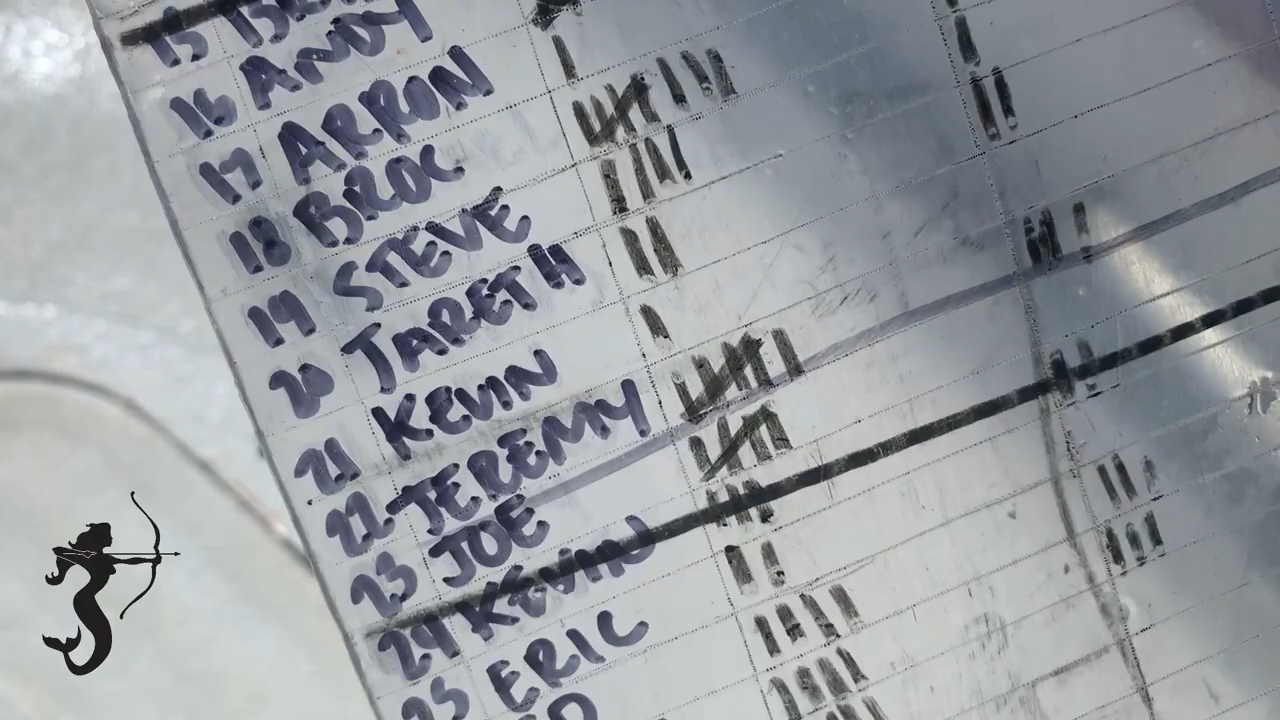 15
16 ANDY
17 ARRON
18 BROC
19 STEVE
20 JARETH
21 KEVIN
22 JEREMY
23 JOE
24 KEVIN
25 ERIC